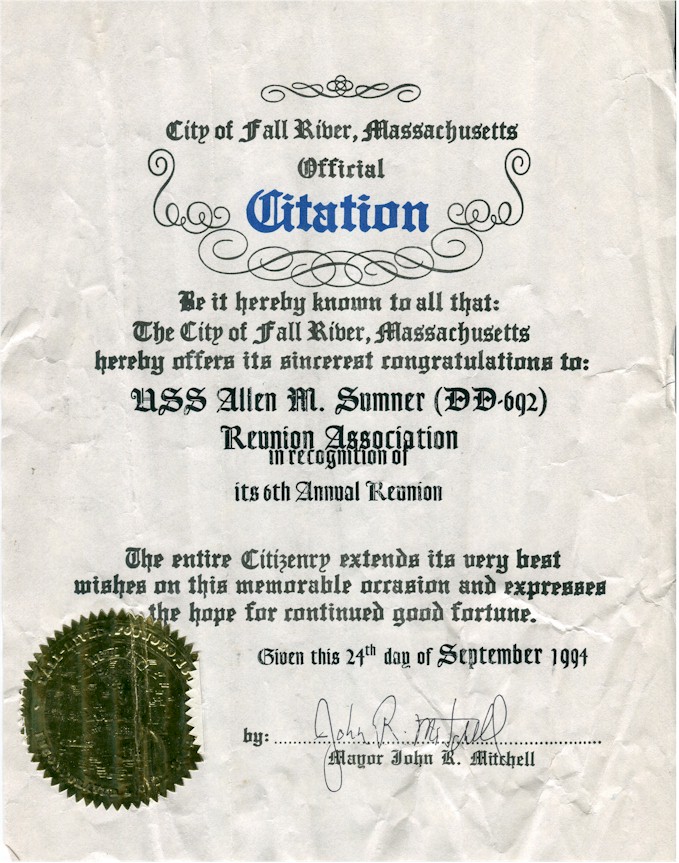 City of Fall River, Massachusetts
Official
Citation
Be it hereby known to all that:
The City of Fall River, Massachusetts
hereby offers its sincerest congratulations to:
USS Allen M. Sumner (DD-692)
Reunion Association
in recognition of
its 6th Annual Reunion
The entire Citizenry extends its very best
wishes on this memorable occasion and expresses
the hope for continued good fortune.
Given this 24th day of September 1994
by: John R. Mitchell
Mayor John R. Mitchell